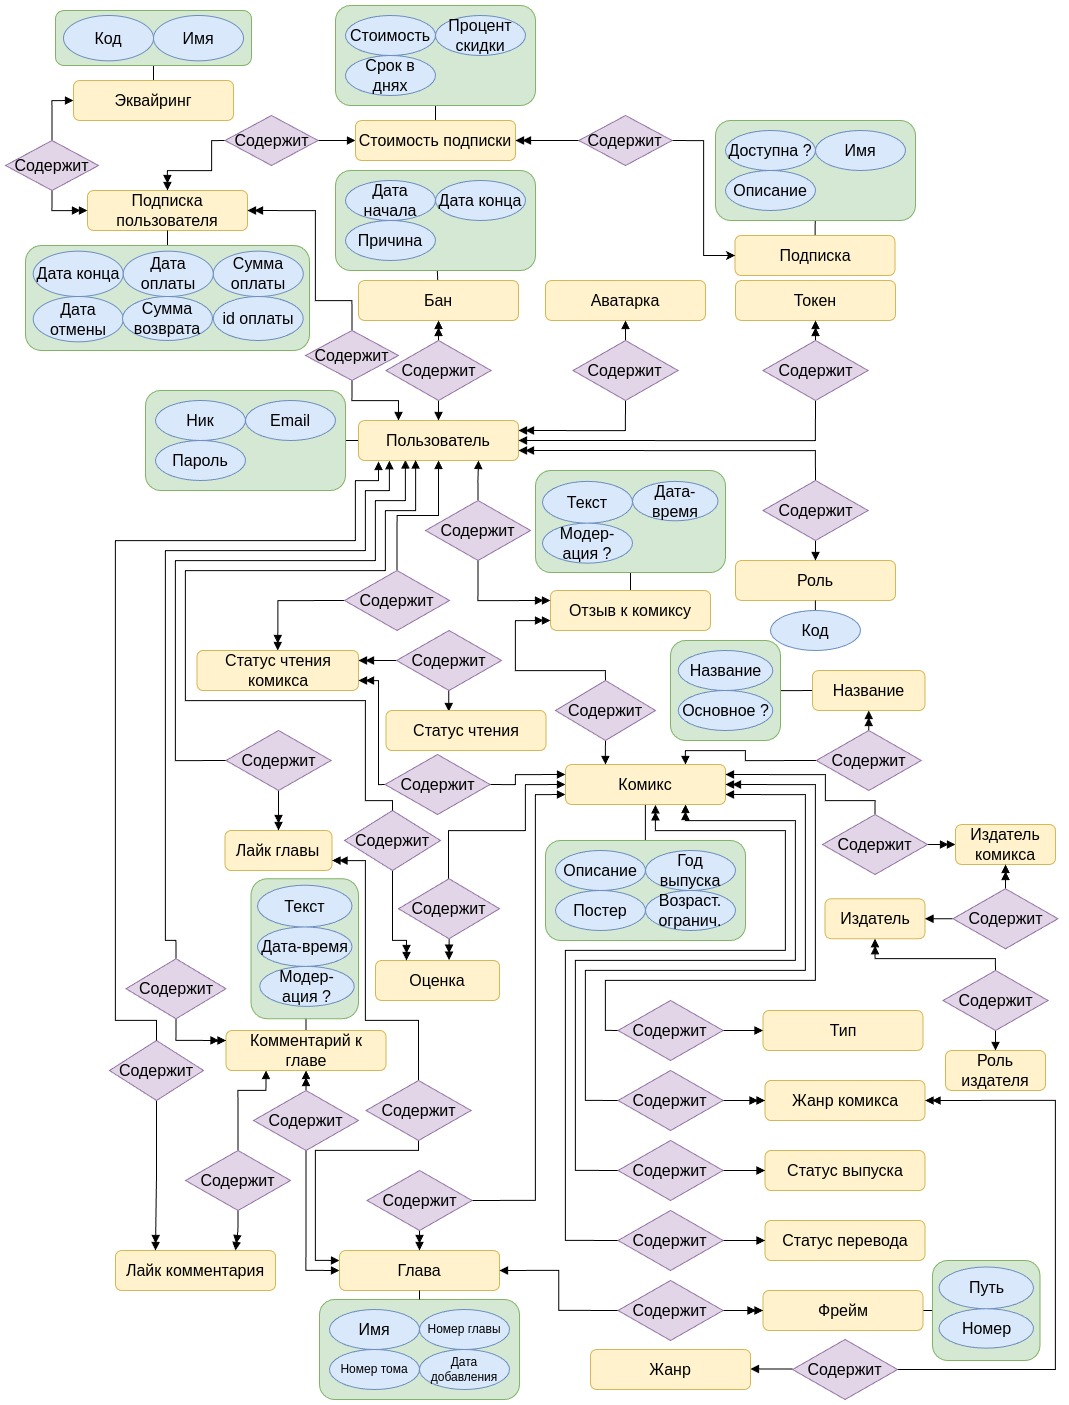 Код
Имя
Эквайринг
Содержит
Стоимость
Процент
скидки
Срок в
днях
Содержит
Стоимость подписки
Содержит
Доступна ?
Имя
Описание
Подписка
Подписка
пользователя
Дата конца
Дата
оплаты
Сумма
оплаты
Дата
отмены
Сумма
возврата
id оплаты
Дата
начала
Дата конца
Причина
Бан
Аватарка
Токен
Содержит
Содержит
Содержит
Содержит
Ник
Email
Пароль
Пользователь
Содержит
Текст
Дата-
время
Модер-
ация ?
Содержит
Роль
Код
Содержит
Отзыв к комиксу
Статус чтения
комикса
Содержит
Статус чтения
Содержит
Название
Основное ?
Название
Содержит
Содержит
Содержит
Комикс
Лайк главы
Содержит
Содержит
Издатель
комикса
Описание
Год
выпуска
Постер
Возраст.
огранич.
Содержит
Издатель
Содержит
Текст
Дата-время
Модер-
ация ?
Оценка
Содержит
Содержит
Роль
издателя
Комментарий к
главе
Содержит
Содержит
Содержит
Содержит
Содержит
Тип
Содержит
Жанр комикса
Содержит
Статус выпуска
Содержит
Статус перевода
Содержит
Лайк комментария
Глава
Содержит
Фрейм
Путь
Номер
Имя
Номер главы
Номер тома
Дата
добавления
Жанр
Содержит